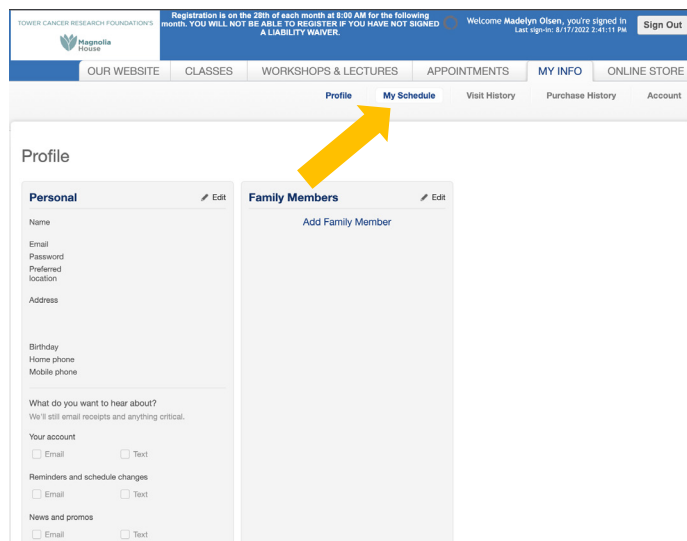 TOWER CANCER RESEARCH FOUNDATION'S
Magnolia
House
Registration is on the 28th of each month at 8:00 AM for the following
month. YOU WILL NOT BE ABLE TO REGISTER IF YOU HAVE NOT SIGNED
A LIABILITY WAIVER.
Welcome Madelyn Olsen, you're signed in
Last sign-in: 8/17/2022 2:41:11 PM
Sign Out
OUR WEBSITE CLASSES WORKSHOPS & LECTURES APPOINTMENTS MY INFO ONLINE STORE
Profile My Schedule Visit History Purchase History Account
Profile
Personal Edit
Name
Email
Password
Preferred
location
Address
Birthday
Home phone
Mobile phone
What do you want to hear about?
We'll still email receipts and anything critical.
Your account
Email Text
Reminders and schedule changes
Email Text
News and promos
Email Text
Family Members Edit
Add Family Member